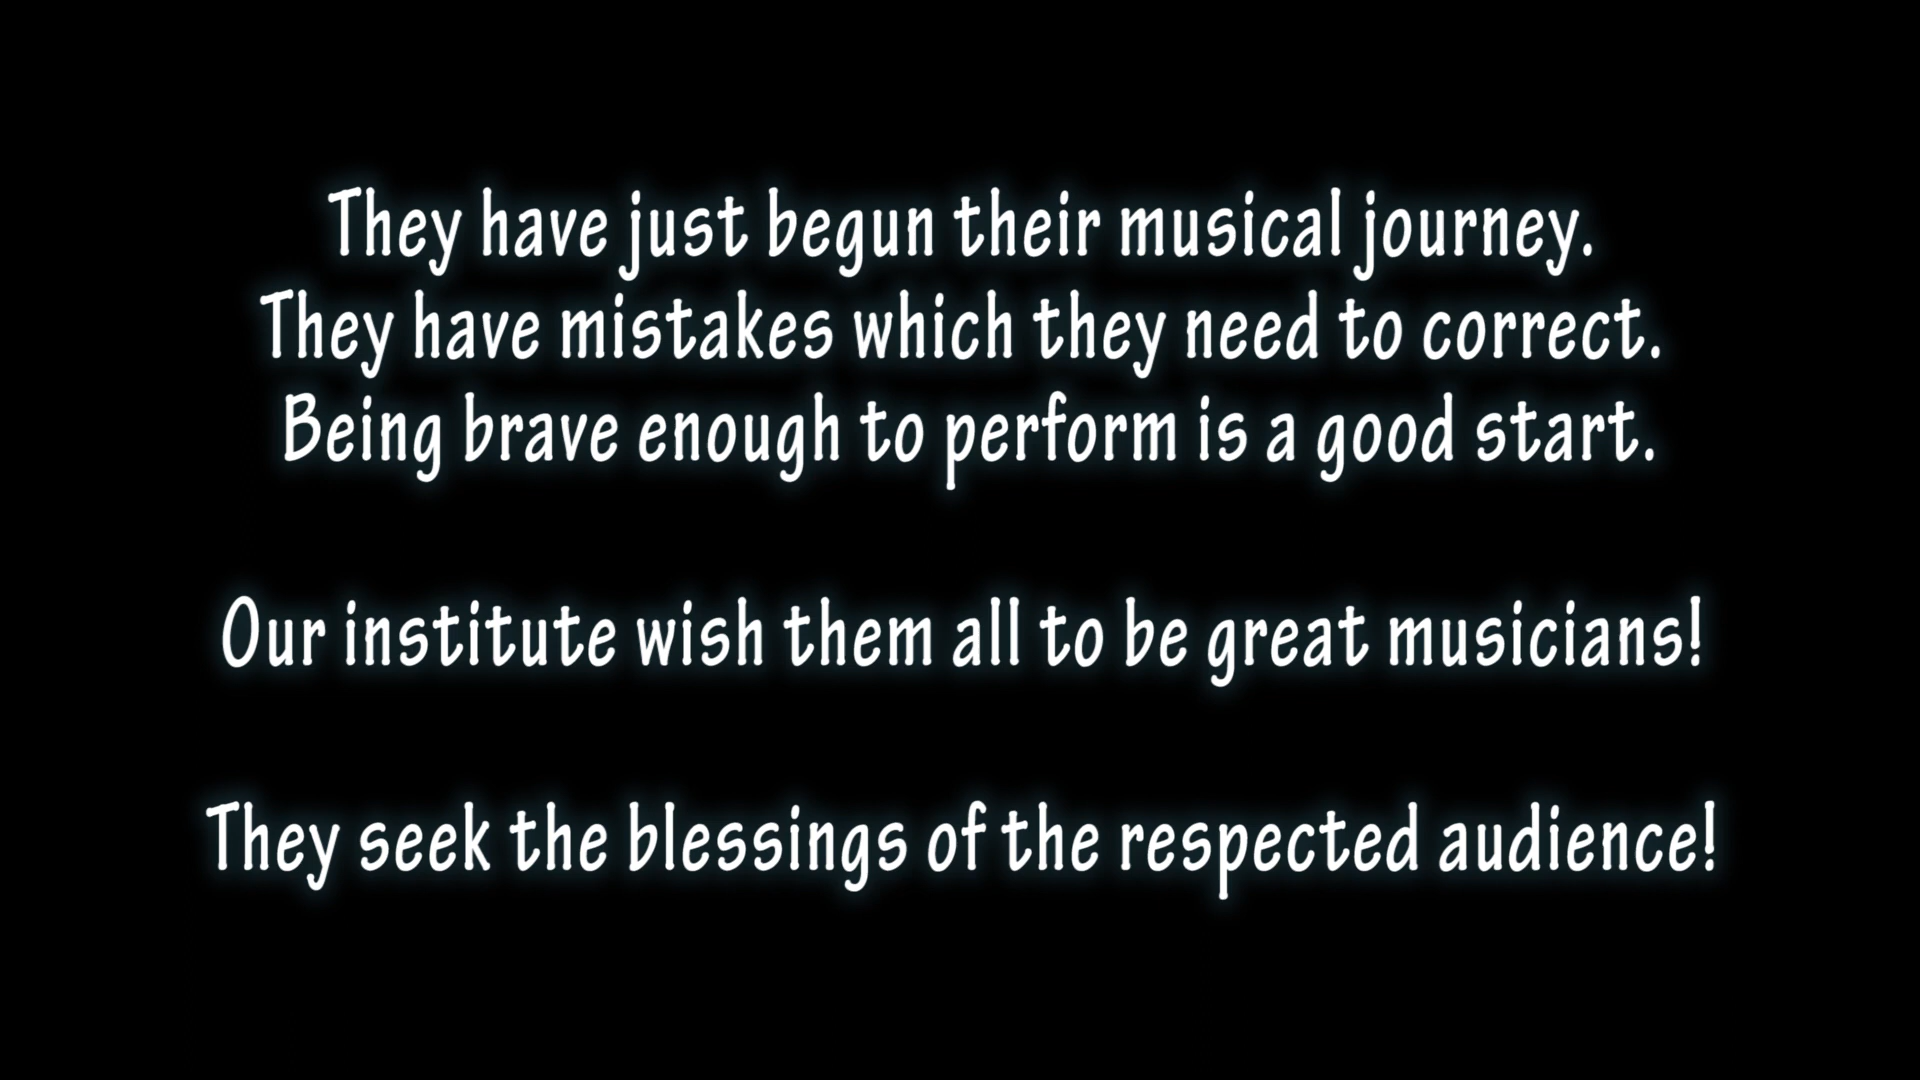 They have just begun their musical journey.
They have mistakes which they need to correct.
Being brave enough to perform is a good start.
Our institute wish them all to be great musicians!
They seek the blessings of the respected audience!